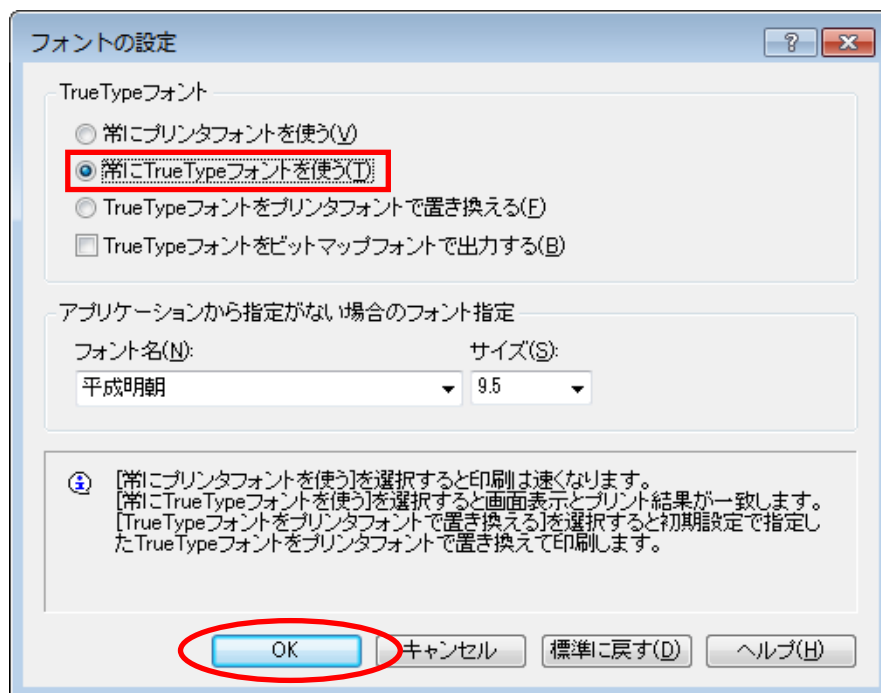 フォントの設定
?
TrueTypeフォント
常にプリンタフォントを使う(V)
常にTrueTypeフォントを使う(T)
TrueTypeフォントをプリンタフォントで置き換える(F)
TrueTypeフォントをビットマップフォントで出力する(B)
アプリケーションから指定がない場合のフォント指定
フォント名(N): サイズ(S):
平成明朝 9.5
[常にプリンタフォントを使う]を選択すると印刷は速くなります。
[常にTrueTypeフォントを使う]を選択すると画面表示とプリント結果が一致します。
[TrueTypeフォントをプリンタフォントで置き換える]を選択すると初期設定で指定し
たTrueTypeフォントをプリンタフォントで置き換えて印刷します。
OK キャンセル 標準に戻す(D) ヘルプ(H)